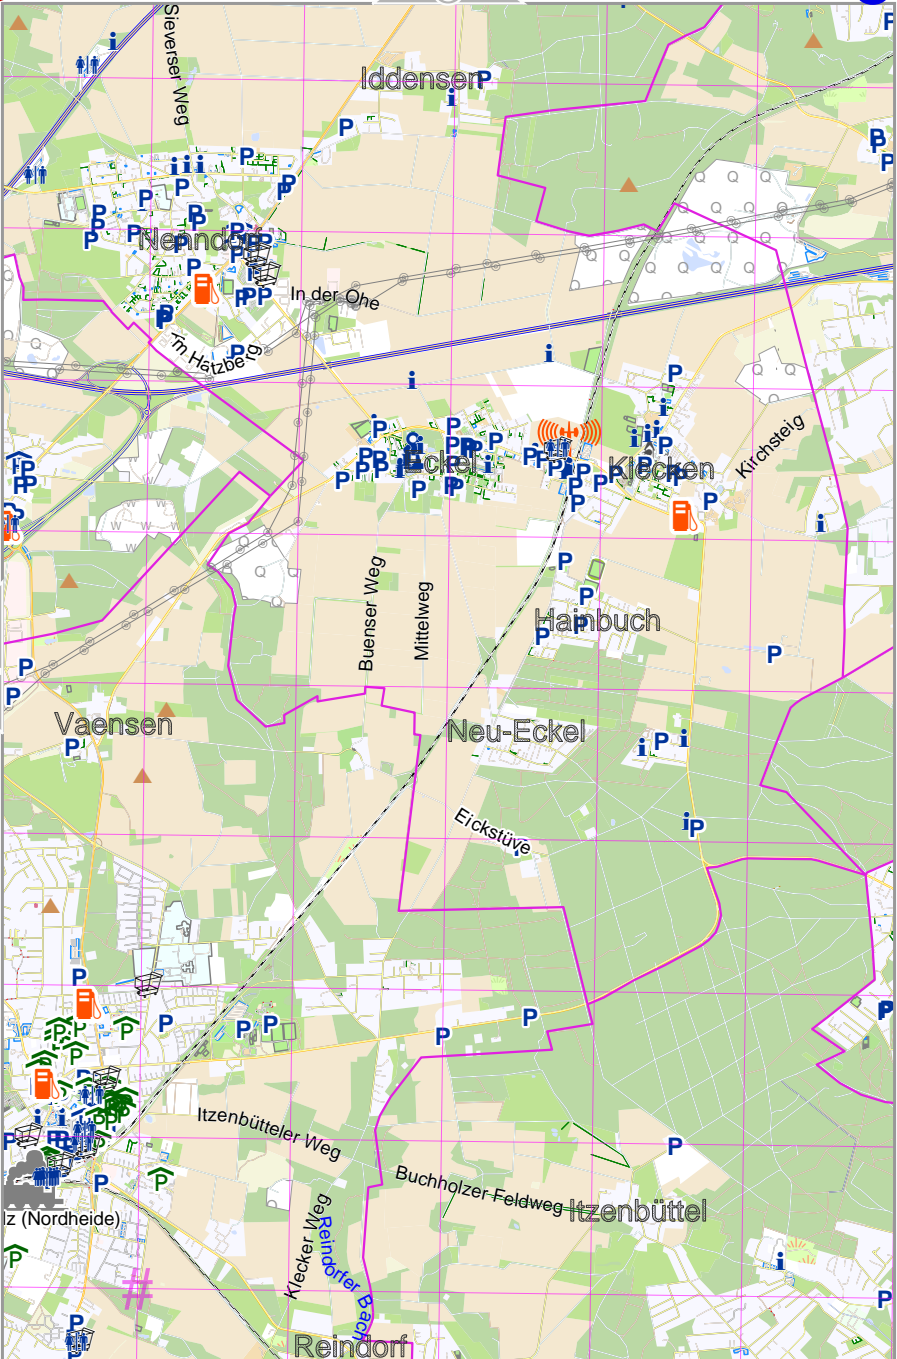 Sieverser Weg
Iddensen
Nenndorf
In der Ohe
Im Hatzberg
Eckel
Klecken
Kirchsteig
Buenser Weg
Mittelweg
Hainbuch
Vaensen
Neu-Eckel
Eickstüve
Itzenbütteler Weg
Buchholzer Feldweg
Itzenbüttel
lz (Nordheide)
Klecker Weg
Reindorfer Bach
Reindorf